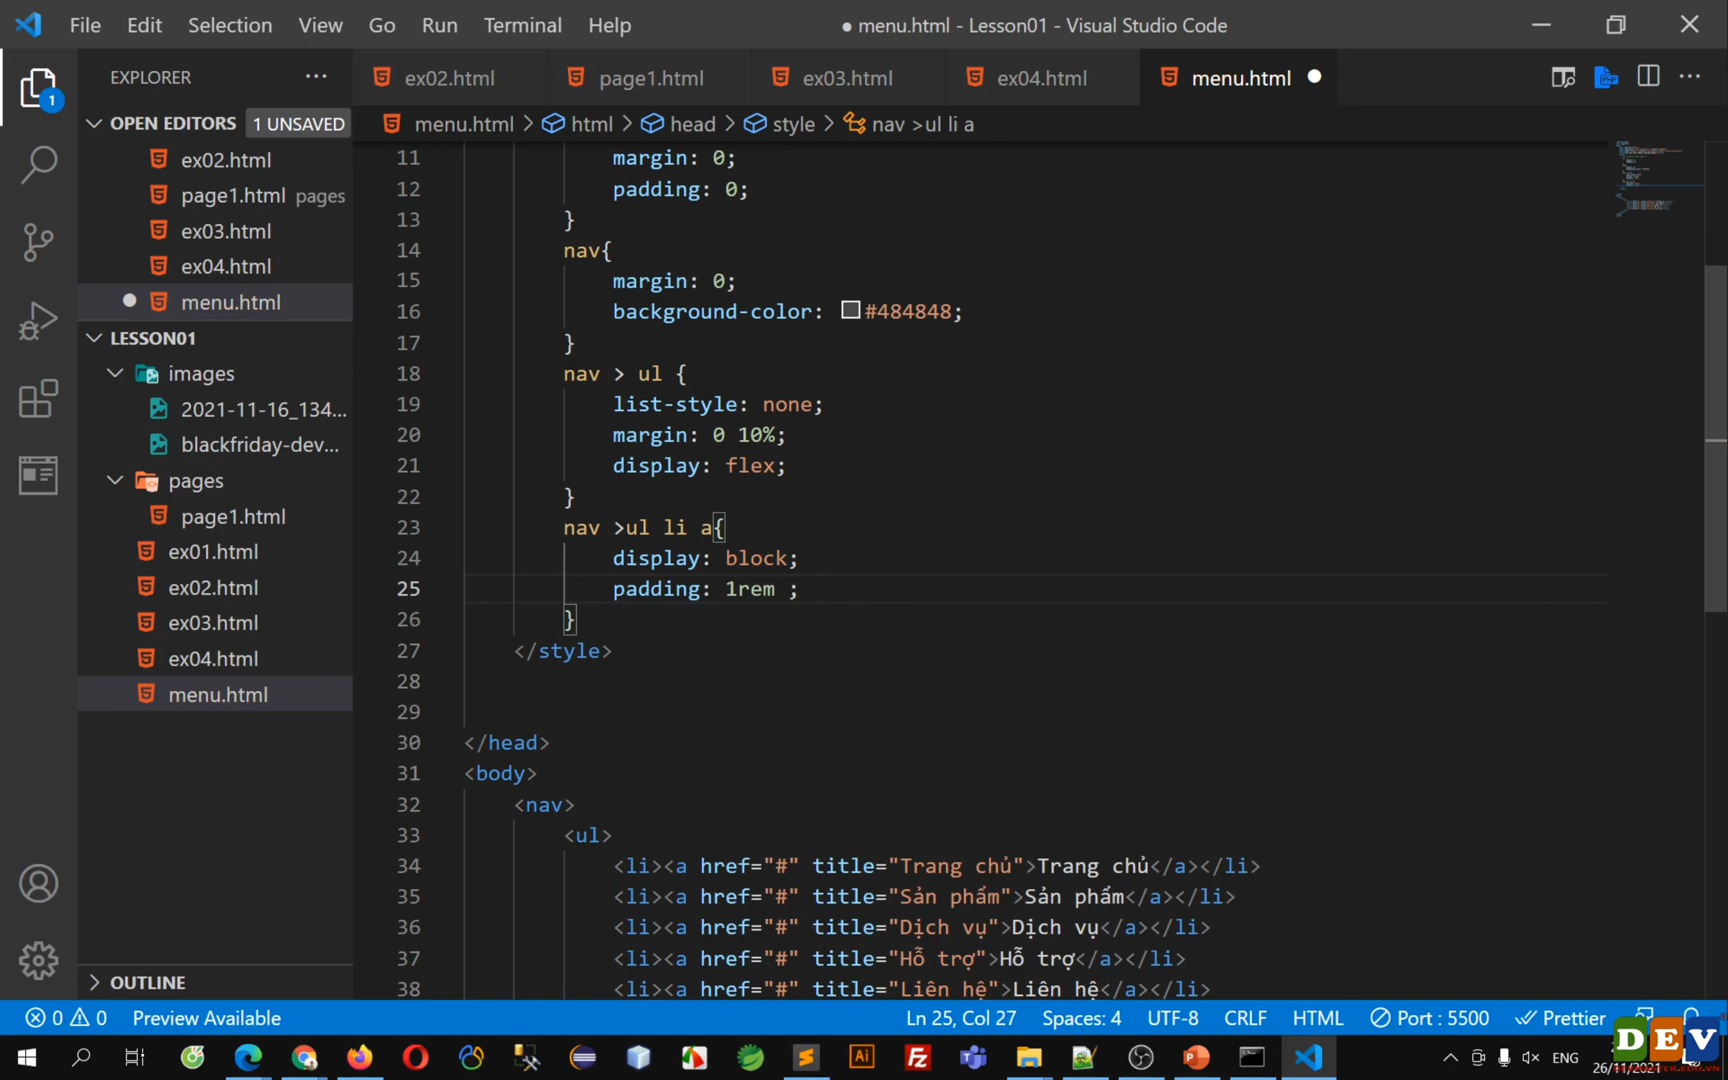 File Edit Selection View Go Run Terminal Help ● menu.html - Lesson01 - Visual Studio Code
EXPLORER ex02.html page1.html ex03.html ex04.html menu.html
OPEN EDITORS 1 UNSAVED
menu.html > html > head > style > nav >ul li a
ex02.html
page1.html pages
ex03.html
ex04.html
menu.html
LESSON01
images
2021-11-16_134...
blackfriday-dev...
pages
page1.html
ex01.html
ex02.html
ex03.html
ex04.html
menu.html
OUTLINE
11 margin: 0;
12 padding: 0;
13 }
14 nav{
15 margin: 0;
16 background-color: #484848;
17 }
18 nav > ul {
19 list-style: none;
20 margin: 0 10%;
21 display: flex;
22 }
23 nav >ul li a{
24 display: block;
25 padding: 1rem ;
26 }
27 </style>
28
29
30 </head>
31 <body>
32 <nav>
33 <ul>
34 <li><a href="#" title="Trang chủ">Trang chủ</a></li>
35 <li><a href="#" title="Sản phẩm">Sản phẩm</a></li>
36 <li><a href="#" title="Dịch vụ">Dịch vụ</a></li>
37 <li><a href="#" title="Hỗ trợ">Hỗ trợ</a></li>
38 <li><a href="#" title="Liên hệ">Liên hệ</a></li>
0 0 Preview Available Ln 25, Col 27 Spaces: 4 UTF-8 CRLF HTML Port : 5500 Prettier
ENG
26/11/2021
DEV